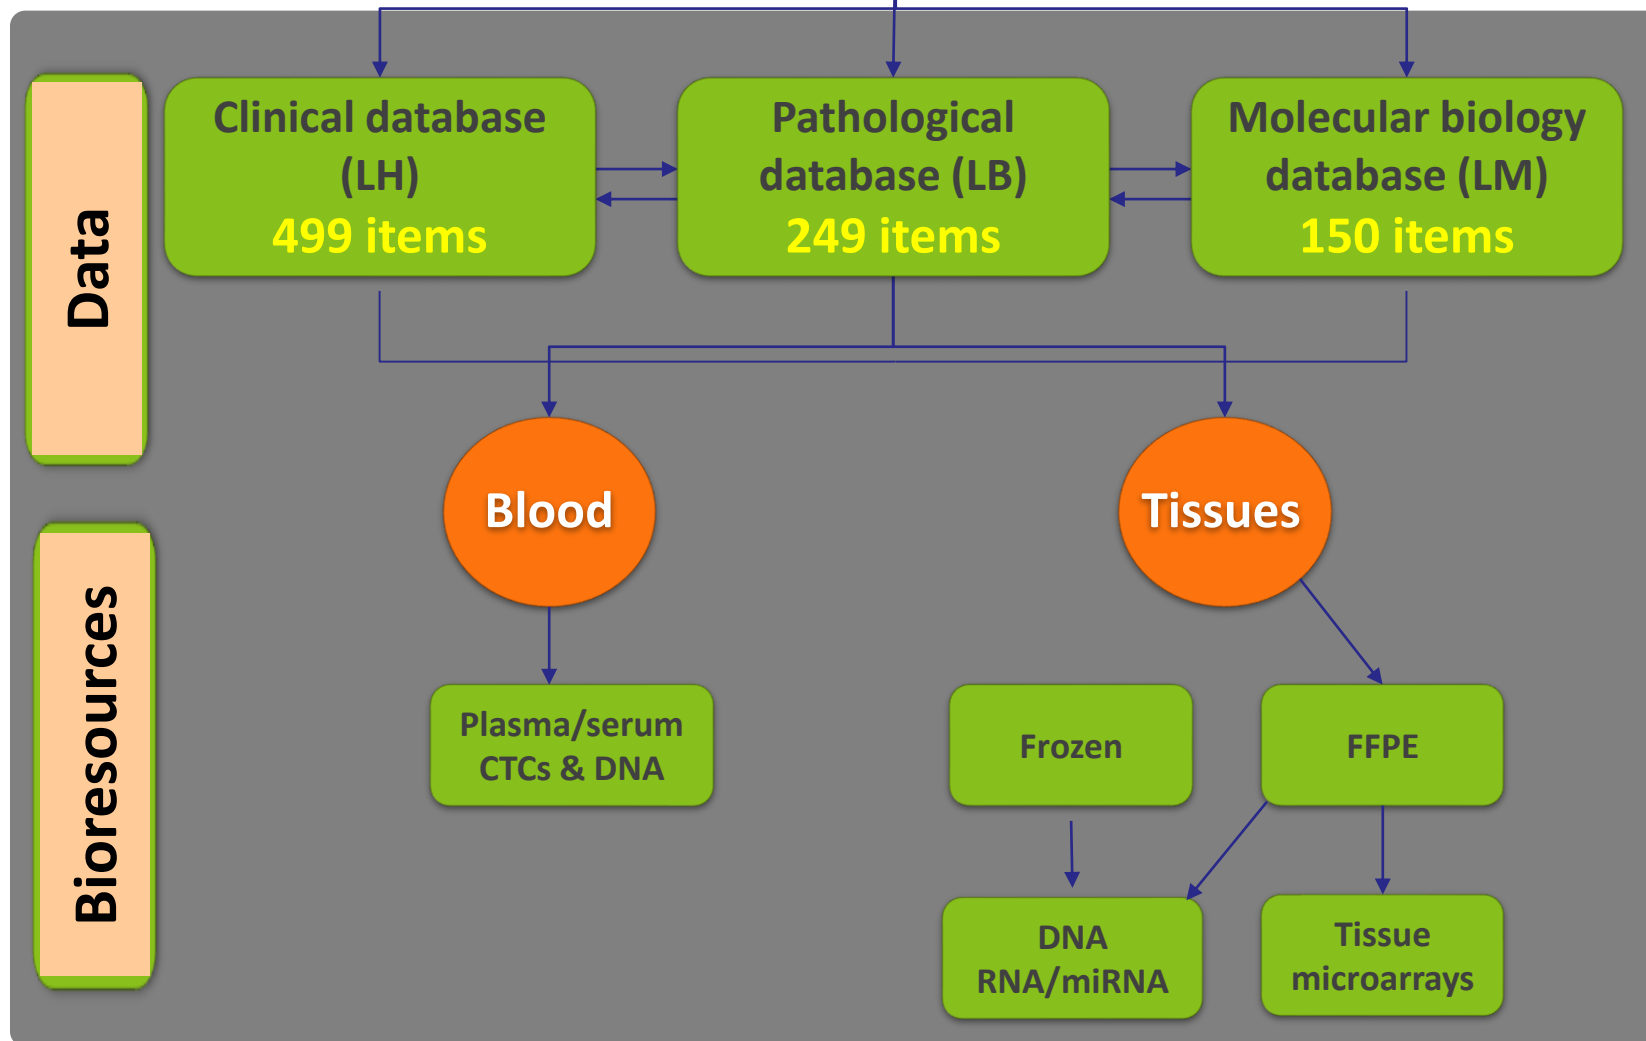 Data
Clinical database
(LH)
499 items
Pathological
database (LB)
249 items
Molecular biology
database (LM)
150 items
Bioresources
Blood
Tissues
Plasma/serum
CTCs & DNA
Frozen
FFPE
DNA
RNA/miRNA
Tissue
microarrays